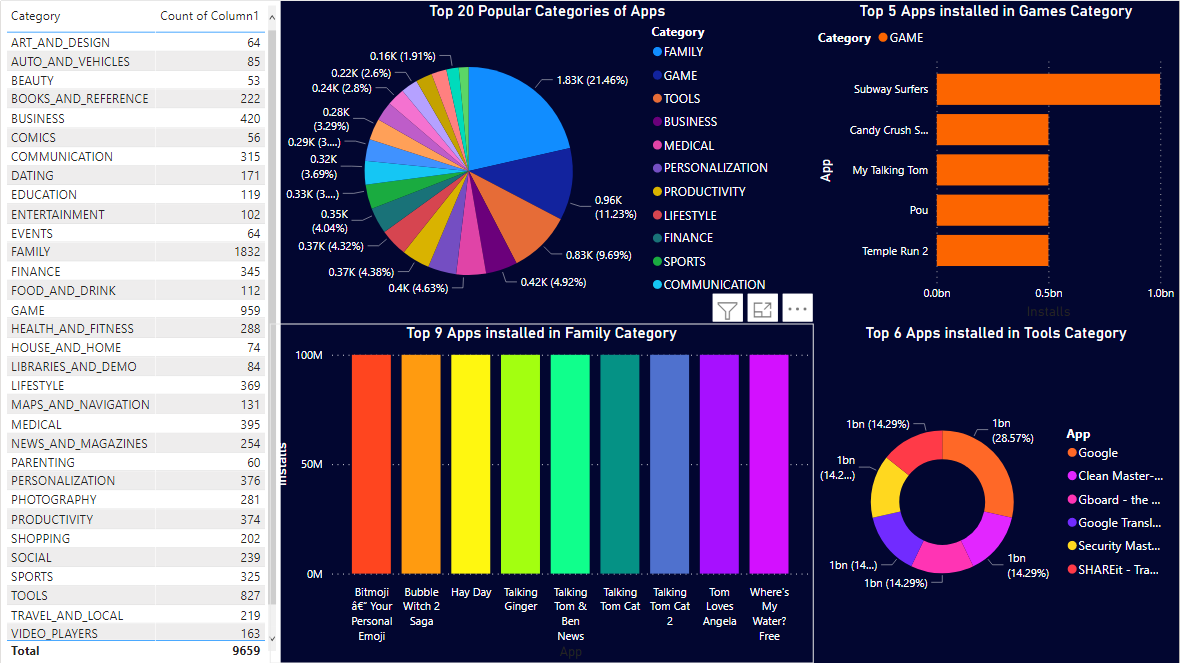 Category Count of Column1
ART_AND_DESIGN 64
AUTO_AND_VEHICLES 85
BEAUTY 53
BOOKS_AND_REFERENCE 222
BUSINESS 420
COMICS 56
COMMUNICATION 315
DATING 171
EDUCATION 119
ENTERTAINMENT 102
EVENTS 64
FAMILY 1832
FINANCE 345
FOOD_AND_DRINK 112
GAME 959
HEALTH_AND_FITNESS 288
HOUSE_AND_HOME 74
LIBRARIES_AND_DEMO 84
LIFESTYLE 369
MAPS_AND_NAVIGATION 131
MEDICAL 395
NEWS_AND_MAGAZINES 254
PARENTING 60
PERSONALIZATION 376
PHOTOGRAPHY 281
PRODUCTIVITY 374
SHOPPING 202
SOCIAL 239
SPORTS 325
TOOLS 827
TRAVEL_AND_LOCAL 219
VIDEO_PLAYERS 163
Total 9659
Top 20 Popular Categories of Apps
0.16K (1.91%)
0.22K (2.6%)
0.24K (2.8%)
0.28K
(3.29%)
0.29K (3....)
0.32K
(3.69%)
0.33K (3....)
0.35K
(4.04%)
0.37K (4.32%)
0.37K (4.38%)
0.4K (4.63%)
0.42K (4.92%)
0.83K (9.69%)
0.96K
(11.23%)
1.83K (21.46%)
Category
FAMILY
GAME
TOOLS
BUSINESS
MEDICAL
PERSONALIZATION
PRODUCTIVITY
LIFESTYLE
FINANCE
SPORTS
COMMUNICATION
Top 5 Apps installed in Games Category
Category GAME
App
Subway Surfers
Candy Crush S...
My Talking Tom
Pou
Temple Run 2
0.0bn 0.5bn 1.0bn
Installs
Top 9 Apps installed in Family Category
Installs
100M
50M
0M
Bitmoji
â€“ Your
Personal
Emoji
Bubble
Witch 2
Saga
Hay Day
Talking
Ginger
Talking
Tom &
Ben
News
Talking
Tom Cat
Talking
Tom Cat
2
Tom
Loves
Angela
Where's
My
Water?
Free
App
Top 6 Apps installed in Tools Category
1bn (14.29%)
1bn
(28.57%)
1bn
(14.2...)
1bn (14....)
1bn (14.29%)
1bn
(14.29%)
App
Google
Clean Master-...
Gboard - the ...
Google Transl...
Security Mast...
SHAREit - Tra...